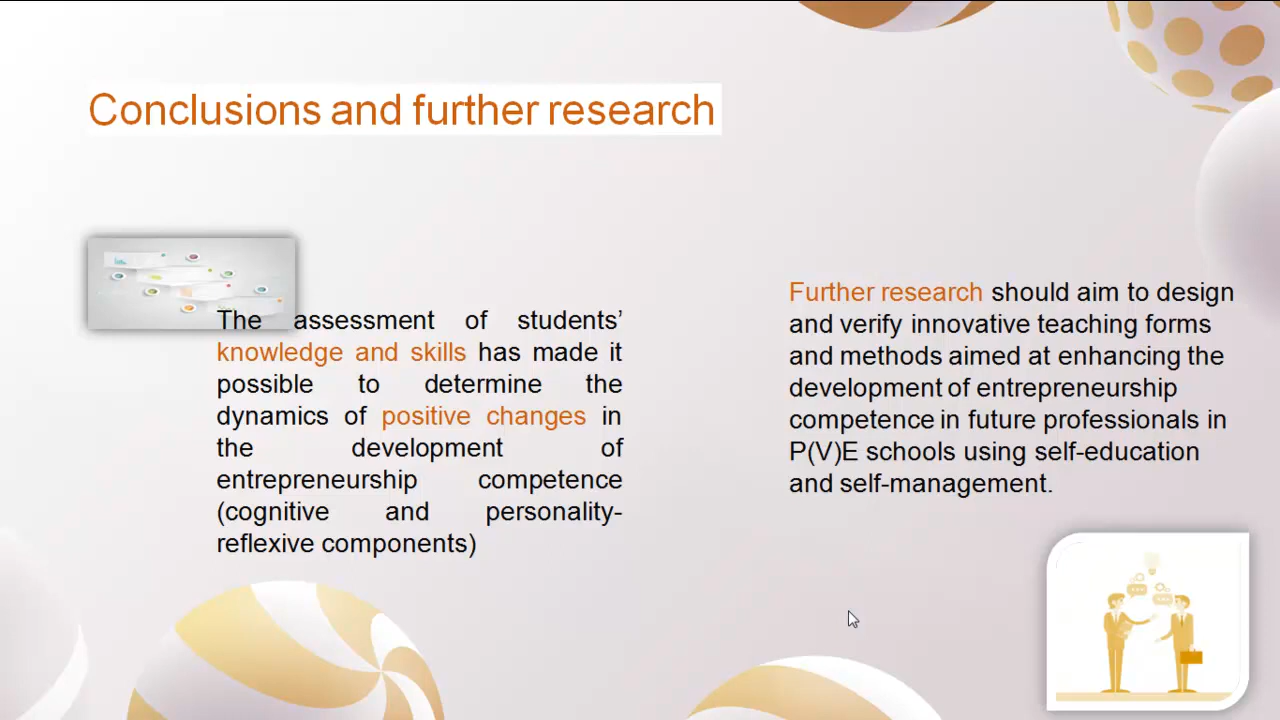 Conclusions and further research
The assessment of students’
knowledge and skills has made it
possible to determine the
dynamics of positive changes in
the development of
entrepreneurship competence
(cognitive and personality-
reflexive components)
Further research should aim to design
and verify innovative teaching forms
and methods aimed at enhancing the
development of entrepreneurship
competence in future professionals in
P(V)E schools using self-education
and self-management.